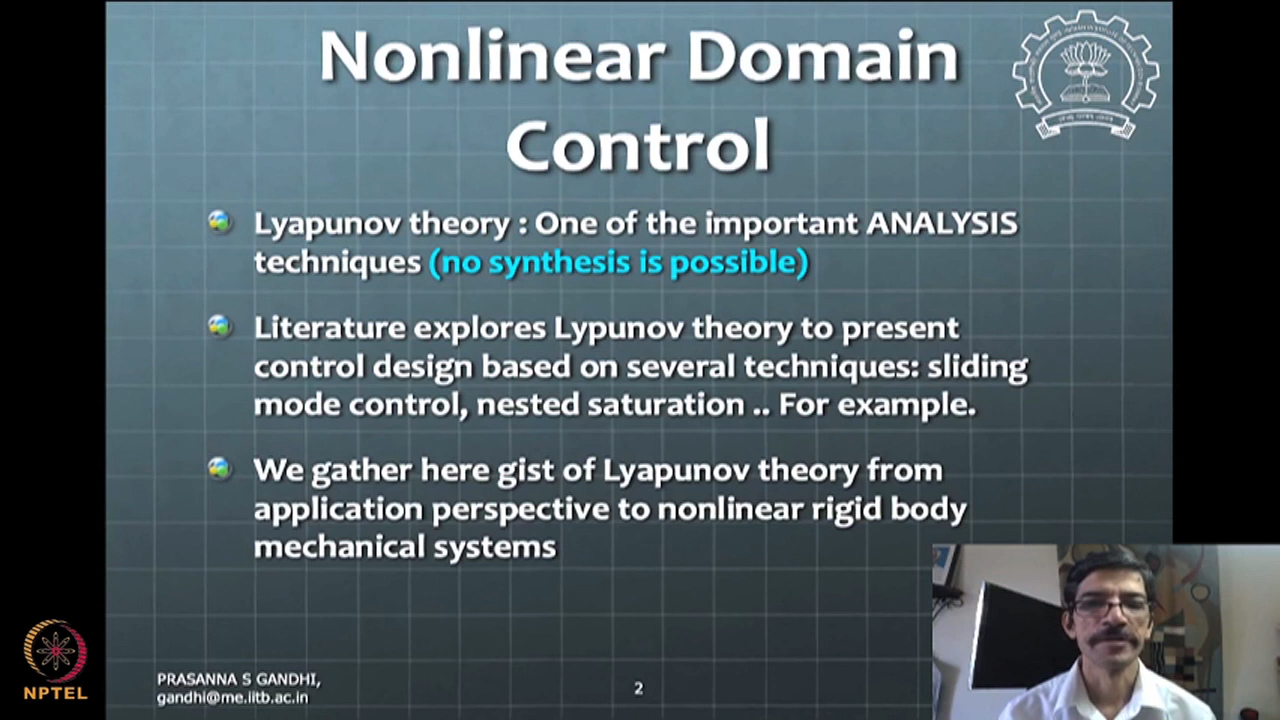 Nonlinear Domain
Control
Lyapunov theory : One of the important ANALYSIS
techniques (no synthesis is possible)
Literature explores Lypunov theory to present
control design based on several techniques: sliding
mode control, nested saturation .. For example.
We gather here gist of Lyapunov theory from
application perspective to nonlinear rigid body
mechanical systems
PRASANNA S GANDHI,
gandhi@me.iitb.ac.in
2
NPTEL